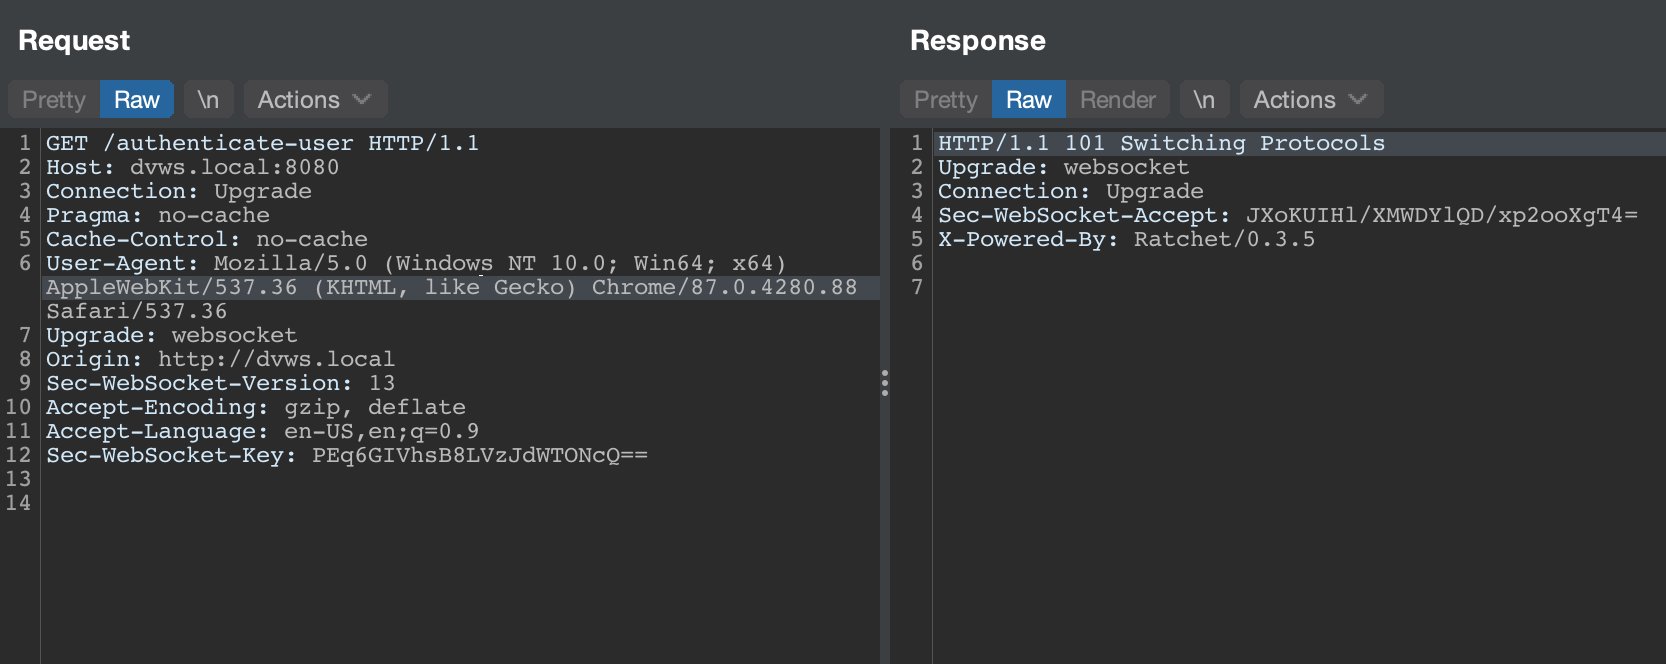 Request
Pretty Raw \n Actions
1 GET /authenticate-user HTTP/1.1
2 Host: dvws.local:8080
3 Connection: Upgrade
4 Pragma: no-cache
5 Cache-Control: no-cache
6 User-Agent: Mozilla/5.0 (Windows NT 10.0; Win64; x64)
AppleWebKit/537.36 (KHTML, like Gecko) Chrome/87.0.4280.88
Safari/537.36
7 Upgrade: websocket
8 Origin: http://dvws.local
9 Sec-WebSocket-Version: 13
10 Accept-Encoding: gzip, deflate
11 Accept-Language: en-US,en;q=0.9
12 Sec-WebSocket-Key: PEq6GIVhsB8LVzJdWTONcQ==
13
14
Response
Pretty Raw Render \n Actions
1 HTTP/1.1 101 Switching Protocols
2 Upgrade: websocket
3 Connection: Upgrade
4 Sec-WebSocket-Accept: JXoKUIHl/XMWDYlQD/xp2ooXgT4=
5 X-Powered-By: Ratchet/0.3.5
6
7